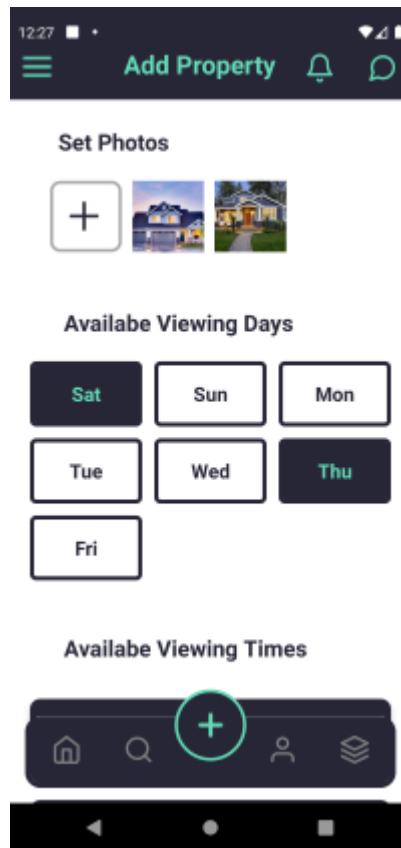 12:27
Add Property
Set Photos
Availabe Viewing Days
Sat Sun Mon
Tue Wed Thu
Fri
Availabe Viewing Times